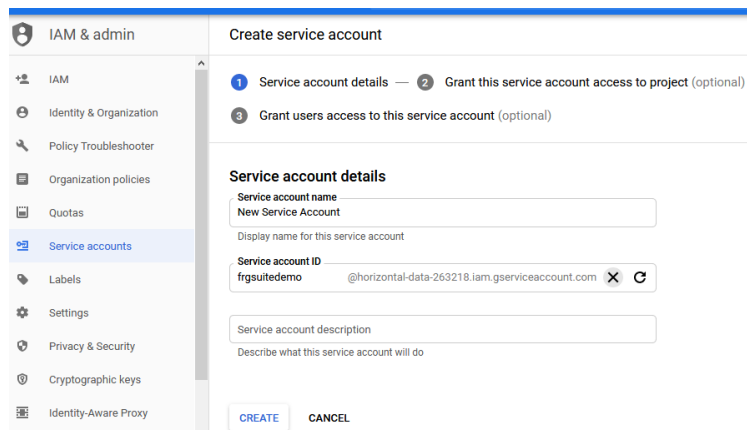 IAM & admin
Create service account
IAM
Identity & Organization
Policy Troubleshooter
Organization policies
Quotas
Service accounts
Labels
Settings
Privacy & Security
Cryptographic keys
Identity-Aware Proxy
1 Service account details — 2 Grant this service account access to project (optional)
3 Grant users access to this service account (optional)
Service account details
Service account name
New Service Account
Display name for this service account
Service account ID
frgsuitedemo @horizontal-data-263218.iam.gserviceaccount.com
Service account description
Describe what this service account will do
CREATE CANCEL